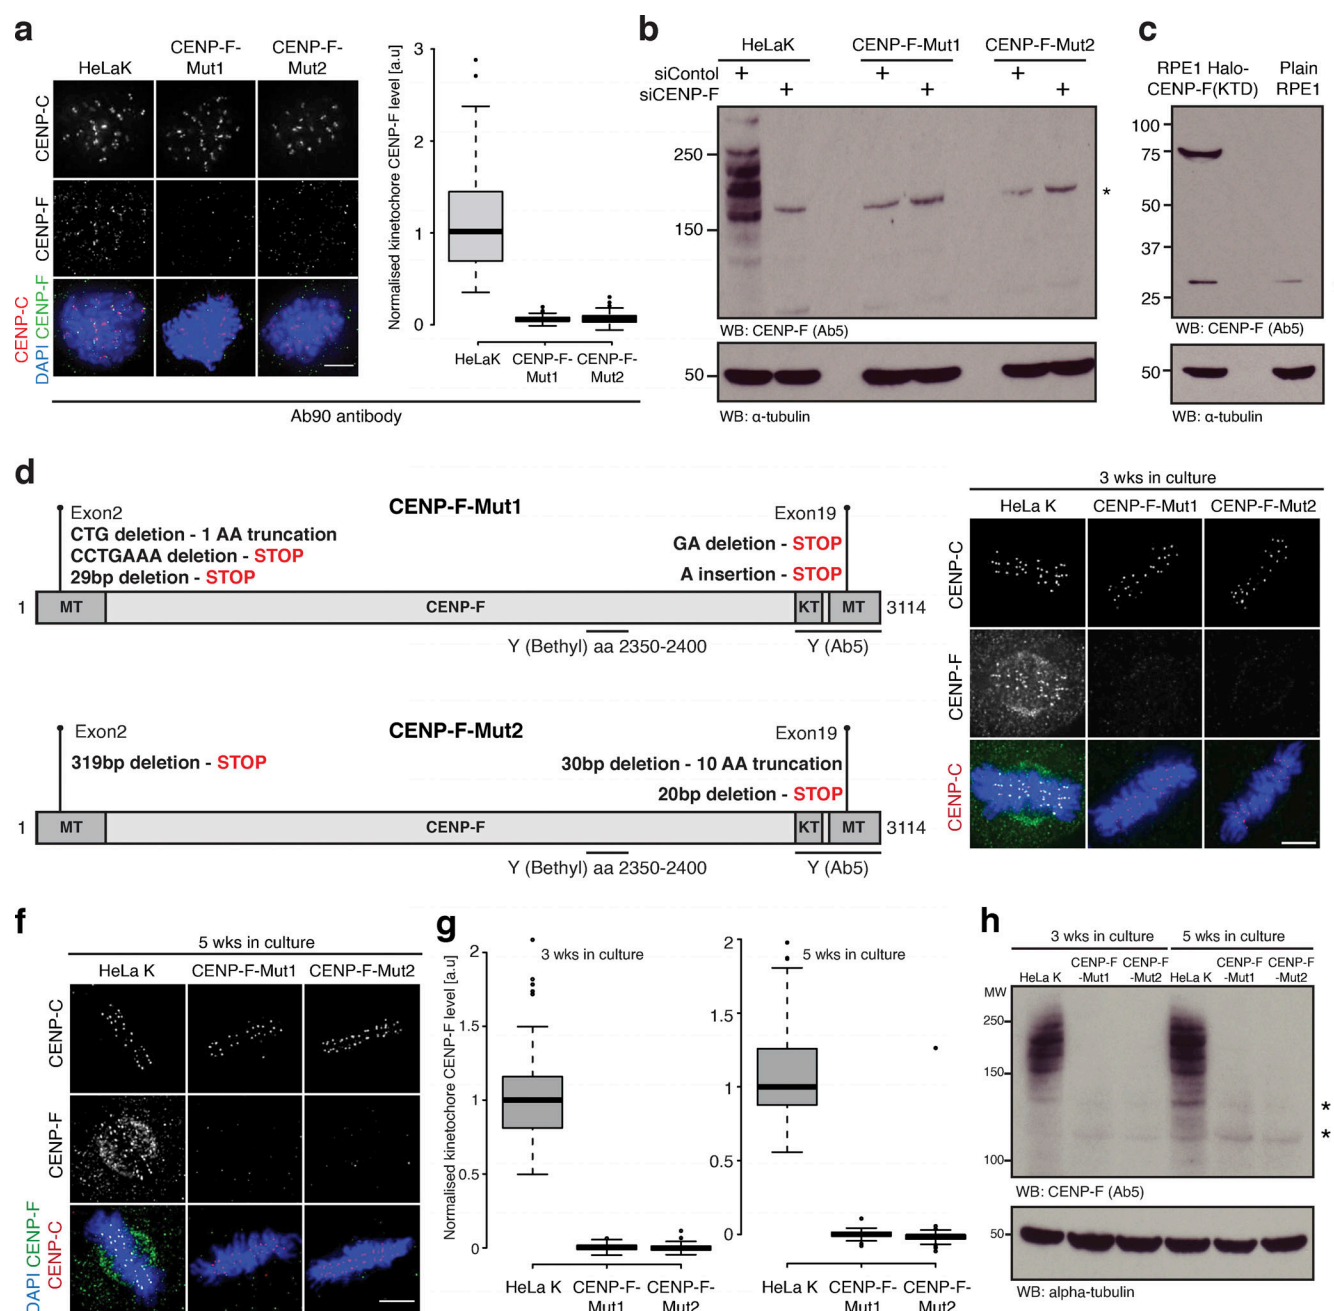 a
HeLaK
CENP-F-
Mut1
CENP-F-
Mut2
CENP-C
CENP-F
CENP-C
DAPI CENP-F
Normalised kinetochore CENP-F level [a.u]
3
2
1
0
HeLaK
CENP-F-
Mut1
CENP-F-
Mut2
Ab90 antibody
b
HeLaK
CENP-F-Mut1
CENP-F-Mut2
siContol
+
+
+
siCENP-F
+
+
+
250
150
*
WB: CENP-F (Ab5)
50
WB: α-tubulin
c
RPE1 Halo-
CENP-F(KTD)
Plain
RPE1
100
75
50
37
25
WB: CENP-F (Ab5)
50
WB: α-tubulin
d
CENP-F-Mut1
Exon2
CTG deletion - 1 AA truncation
CCTGAAA deletion - STOP
29bp deletion - STOP
Exon19
GA deletion - STOP
A insertion - STOP
1
MT
CENP-F
KT
MT
3114
Y (Bethyl) aa 2350-2400
Y (Ab5)
CENP-F-Mut2
Exon2
319bp deletion - STOP
Exon19
30bp deletion - 10 AA truncation
20bp deletion - STOP
1
MT
CENP-F
KT
MT
3114
Y (Bethyl) aa 2350-2400
Y (Ab5)
3 wks in culture
HeLa K
CENP-F-Mut1
CENP-F-Mut2
CENP-C
CENP-F
CENP-C
f
5 wks in culture
HeLa K
CENP-F-Mut1
CENP-F-Mut2
CENP-C
CENP-F
DAPI CENP-F
CENP-C
g
Normalised kinetochore CENP-F level [a.u]
3 wks in culture
2
1.5
1
0.5
0
HeLa K
CENP-F-
Mut1
CENP-F-
Mut2
5 wks in culture
2
1.5
1
0.5
0
HeLa K
CENP-F-
Mut1
CENP-F-
Mut2
h
3 wks in culture
5 wks in culture
HeLa K
CENP-F
-Mut1
CENP-F
-Mut2
HeLa K
CENP-F
-Mut1
CENP-F
-Mut2
MW
250
150
100
*
*
WB: CENP-F (Ab5)
50
WB: alpha-tubulin